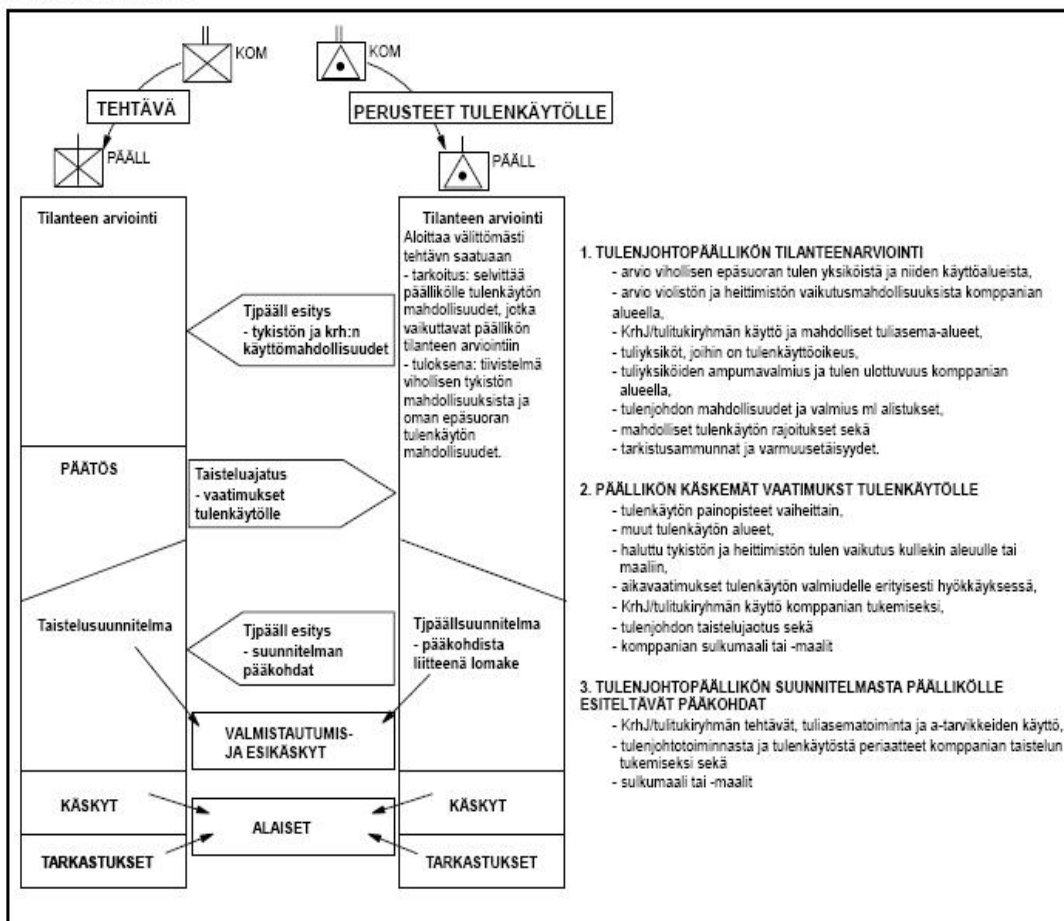 KOM
KOM
TEHTÄVÄ
PERUSTEET TULENKÄYTÖLLE
PÄÄLL
PÄÄLL
Tilanteen arviointi
Tjpääll esitys
- tykistön ja krh:n
käyttömahdollisuudet
Tilanteen arviointi
Aloittaa välittömästi
tehtävn saatuaan
- tarkoitus: selvittää
päällikölle tulenkäytön
mahdollisuudet, jotka
vaikuttavat päällikön
tilanteen arviointiin
- tuloksena: tiivistelmä
vihollisen tykistön
mahdollisuuksista ja
oman epäsuoran
tulenkäytön
mahdollisuudet.
PÄÄTÖS
Taisteluajatus
- vaatimukset
tulenkäytölle
Taistelusuunnitelma
Tjpääll esitys
- suunnitelman
pääkohdat
Tjpäällsuunnitelma
- pääkohdista
liitteenä lomake
VALMISTAUTUMIS-
JA ESIKÄSKYT
KÄSKYT
ALAISET
KÄSKYT
TARKASTUKSET
TARKASTUKSET
1. TULENJOHTOPÄÄLLIKÖN TILANTEENARVIOINTI
- arvio vihollisen epäsuoran tulen yksiköistä ja niiden käyttöalueista,
- arvio violistön ja heittimistön vaikutusmahdollisuuksista komppanian
alueella,
- KrhJ/tulitukiryhmän käyttö ja mahdolliset tuliasema-alueet,
- tuliyksiköt, joihin on tulenkäyttöoikeus,
- tuliyksiköiden ampumavalmius ja tulen ulottuvuus komppanian
alueella,
- tulenjohdon mahdollisuudet ja valmius ml alistukset,
- mahdolliset tulenkäytön rajoitukset sekä
- tarkistusammunnat ja varmuusetäisyydet.
2. PÄÄLLIKÖN KÄSKEMÄT VAATIMUKST TULENKÄYTÖLLE
- tulenkäytön painopisteet vaiheittain,
- muut tulenkäytön alueet,
- haluttu tykistön ja heittimistön tulen vaikutus kullekin aleuulle tai
maaliin,
- aikavaatimukset tulenkäytön valmiudelle erityisesti hyökkäyksessä,
- KrhJ/tulitukiryhmän käyttö komppanian tukemiseksi,
- tulenjohdon taistelujaotus sekä
- komppanian sulkumaali tai -maalit
3. TULENJOHTOPÄÄLLIKÖN SUUNNITELMASTA PÄÄLLIKÖLLE
ESITELTÄVÄT PÄÄKOHDAT
- KrhJ/tulitukiryhmän tehtävät, tuliasematoiminta ja a-tarvikkeiden käyttö,
- tulenjohtotoiminnasta ja tulenkäytöstä periaatteet komppanian taistelun
tukemiseksi sekä
- sulkumaali tai -maalit